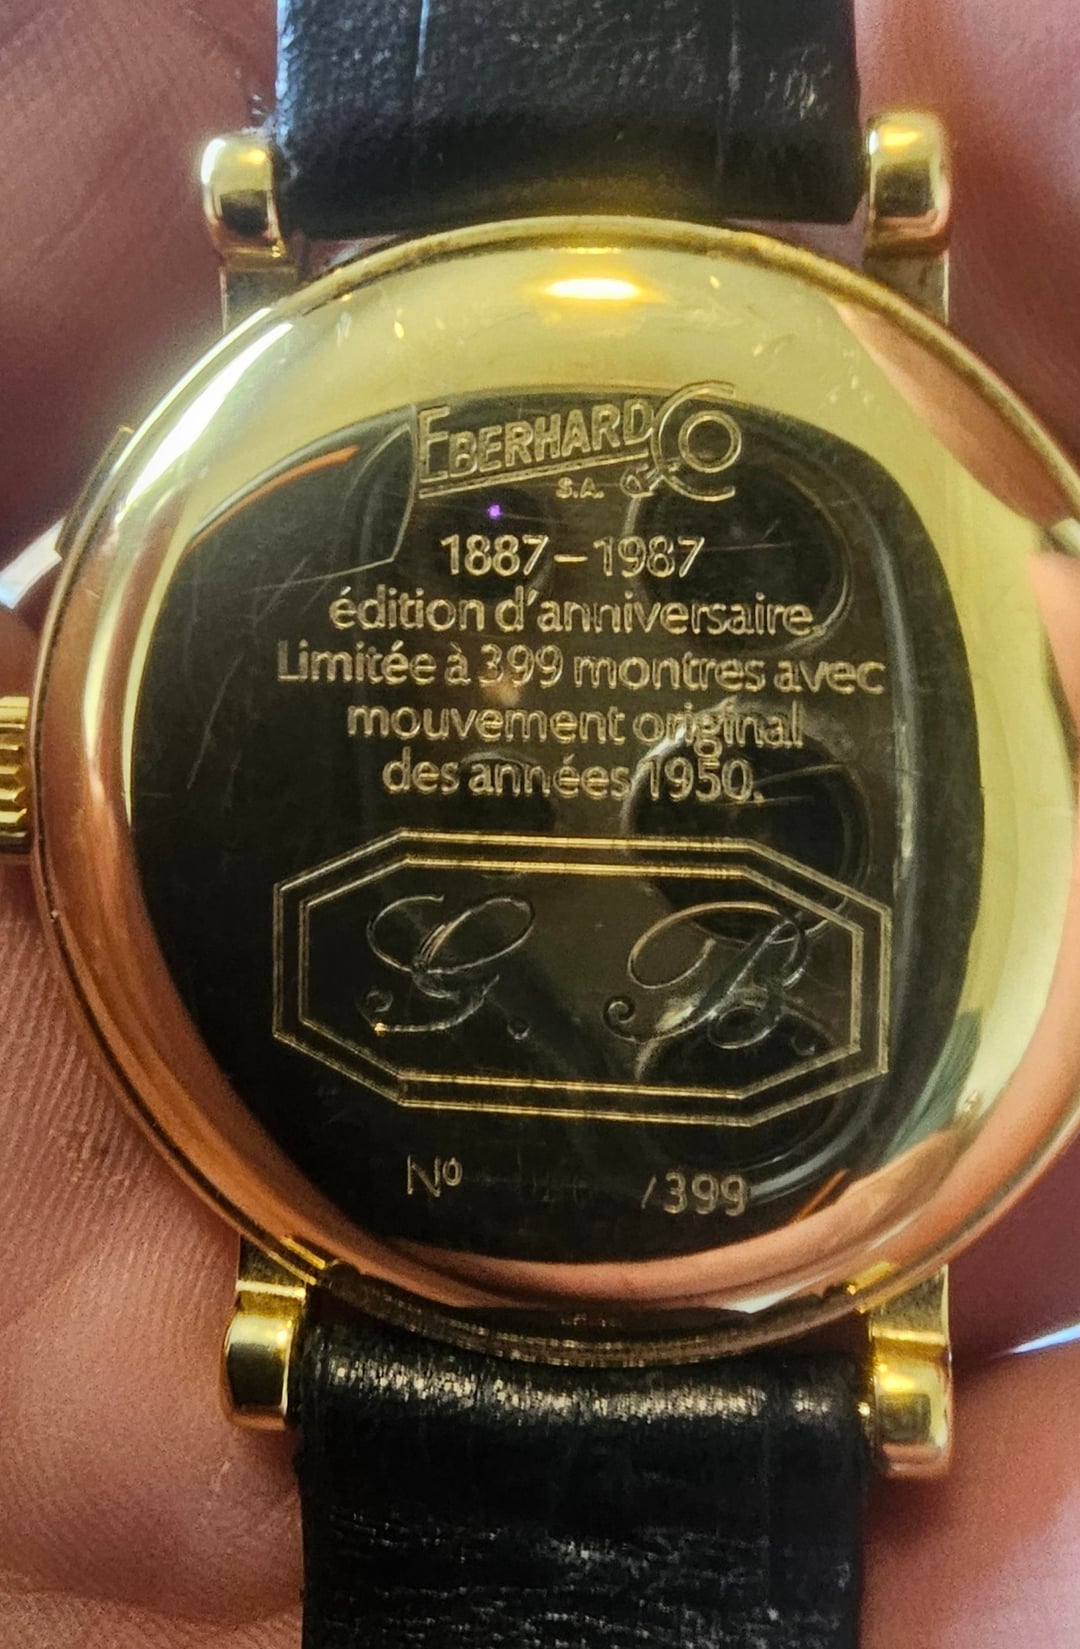 EBERHARD & CO
S.A.
1887–1987
édition d'anniversaire.
Limitée à 399 montres avec
mouvement original
des années 1950.
G. B.
Nº /399